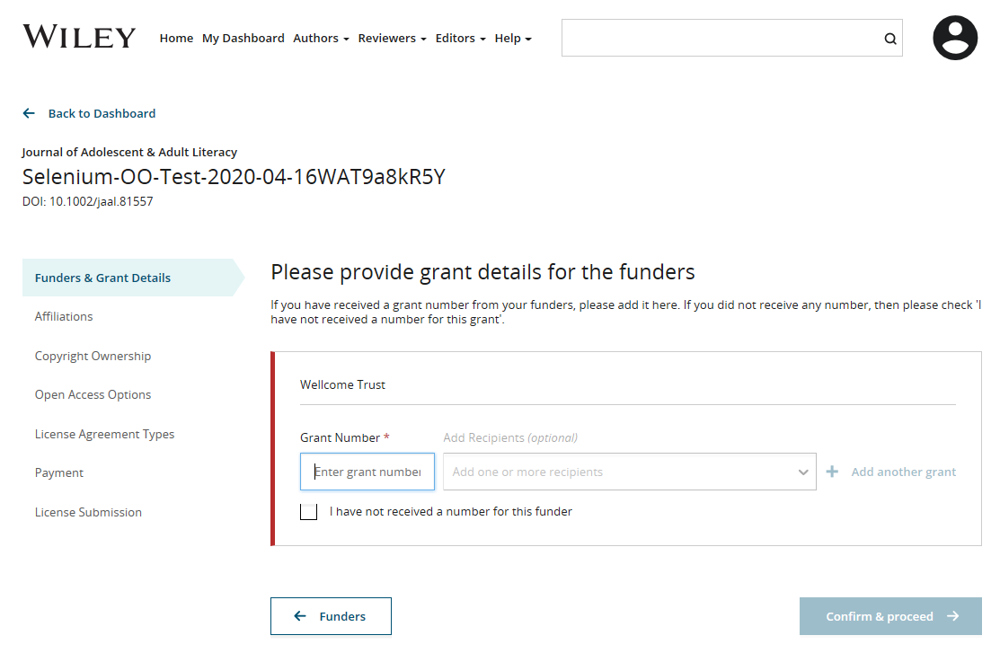 WILEY
Home My Dashboard Authors Reviewers Editors Help
Back to Dashboard
Journal of Adolescent & Adult Literacy
Selenium-OO-Test-2020-04-16WAT9a8kR5Y
DOI: 10.1002/jaal.81557
Funders & Grant Details
Affiliations
Copyright Ownership
Open Access Options
License Agreement Types
Payment
License Submission
Please provide grant details for the funders
If you have received a grant number from your funders, please add it here. If you did not receive any number, then please check 'I
have not received a number for this grant'.
Wellcome Trust
Grant Number * Add Recipients (optional)
Enter grant number Add one or more recipients Add another grant
I have not received a number for this funder
Funders Confirm & proceed